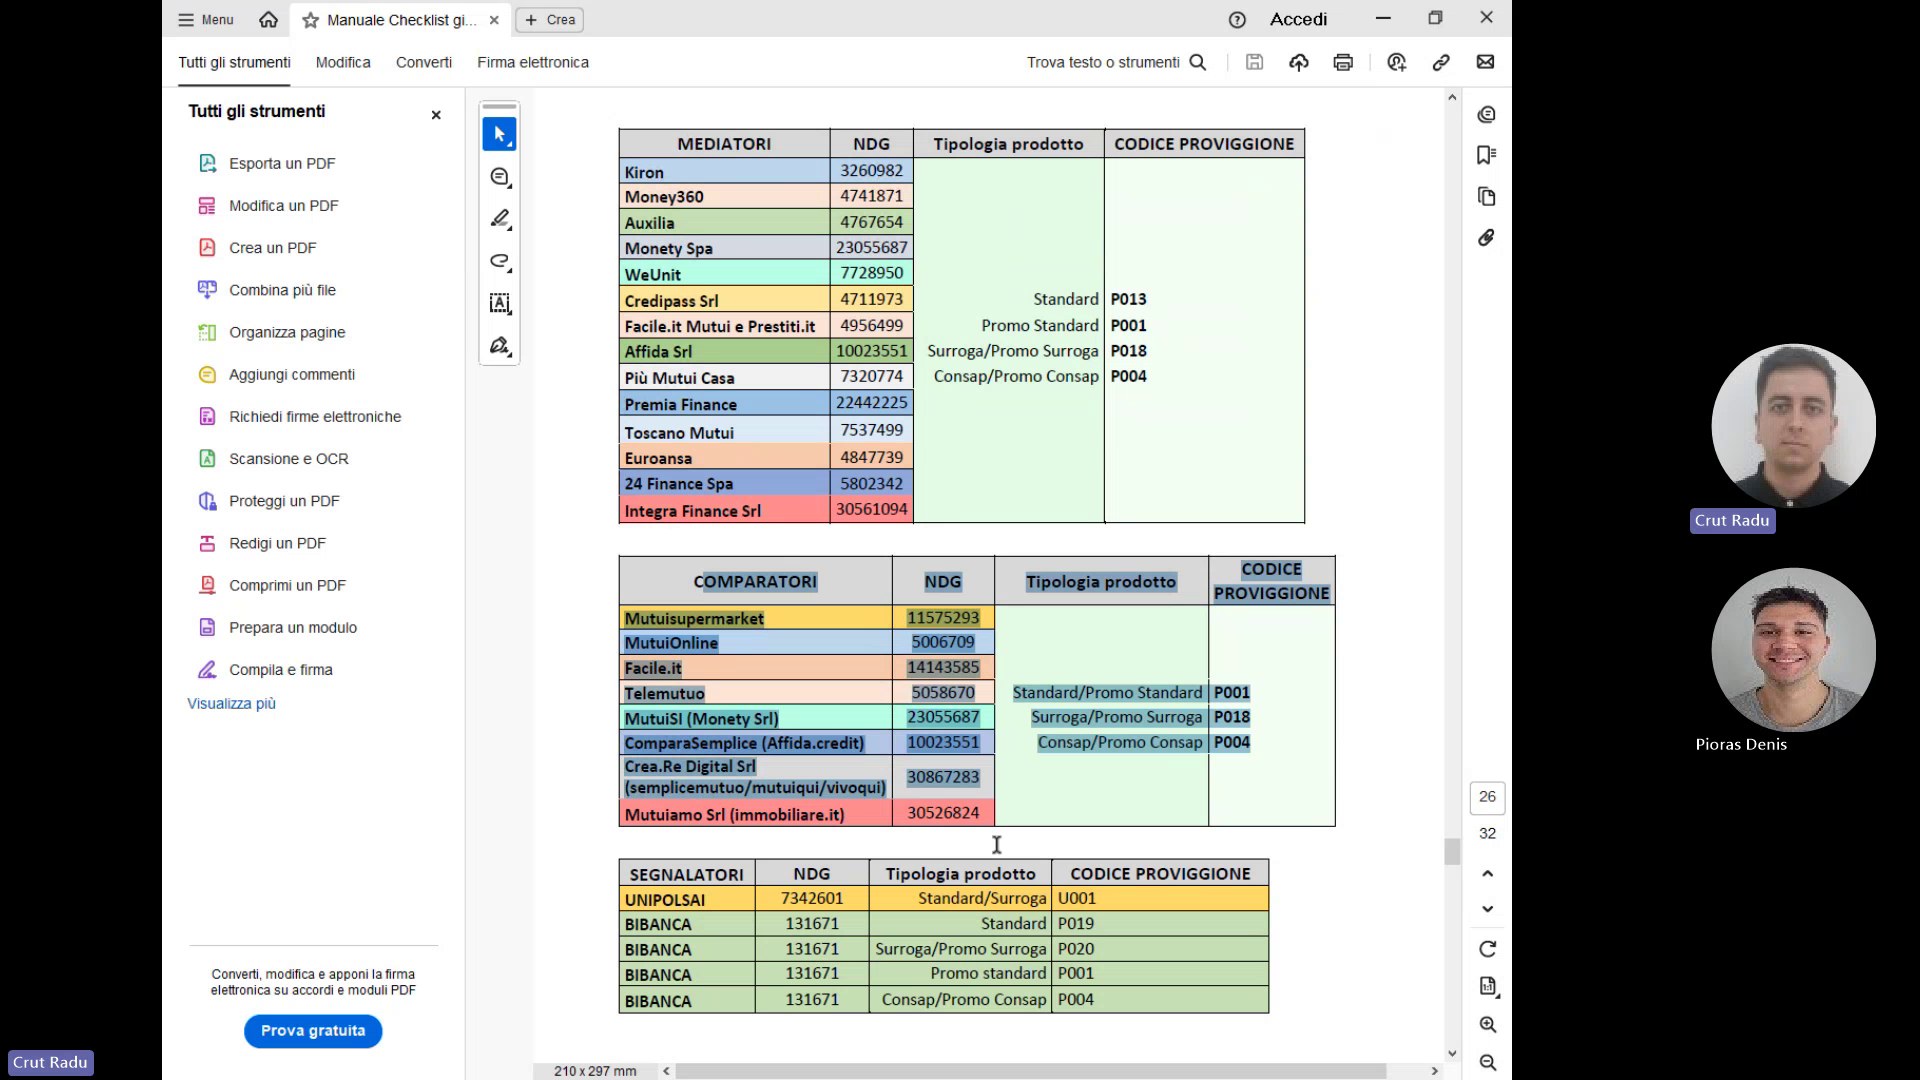 Menu
Manuale Checklist gi...
Crea
Accedi
Tutti gli strumenti
Modifica
Converti
Firma elettronica
Trova testo o strumenti
Tutti gli strumenti
Esporta un PDF
Modifica un PDF
Crea un PDF
Combina più file
Organizza pagine
Aggiungi commenti
Richiedi firme elettroniche
Scansione e OCR
Proteggi un PDF
Redigi un PDF
Comprimi un PDF
Prepara un modulo
Compila e firma
Visualizza più
Converti, modifica e apponi la firma
elettronica su accordi e moduli PDF
Prova gratuita
MEDIATORI NDG Tipologia prodotto CODICE PROVIGGIONE
Kiron 3260982
Money360 4741871
Auxilia 4767654
Monety Spa 23055687
WeUnit 7728950
Credipass Srl 4711973 Standard P013
Facile.it Mutui e Prestiti.it 4956499 Promo Standard P001
Affida Srl 10023551 Surroga/Promo Surroga P018
Più Mutui Casa 7320774 Consap/Promo Consap P004
Premia Finance 22442225
Toscano Mutui 7537499
Euroansa 4847739
24 Finance Spa 5802342
Integra Finance Srl 30561094
COMPARATORI NDG Tipologia prodotto CODICE
PROVIGGIONE
Mutuisupermarket 11575293
MutuiOnline 5006709
Facile.it 14143585
Telemutuo 5058670 Standard/Promo Standard P001
MutuiSI (Monety Srl) 23055687 Surroga/Promo Surroga P018
ComparaSemplice (Affida.credit) 10023551 Consap/Promo Consap P004
Crea.Re Digital Srl
(semplicemutuo/mutuiqui/vivoqui) 30867283
Mutuiamo Srl (immobiliare.it) 30526824
SEGNALATORI NDG Tipologia prodotto CODICE PROVIGGIONE
UNIPOLSAI 7342601 Standard/Surroga U001
BIBANCA 131671 Standard P019
BIBANCA 131671 Surroga/Promo Surroga P020
BIBANCA 131671 Promo standard P001
BIBANCA 131671 Consap/Promo Consap P004
210 x 297 mm
26
32
Crut Radu
Pioras Denis
Crut Radu